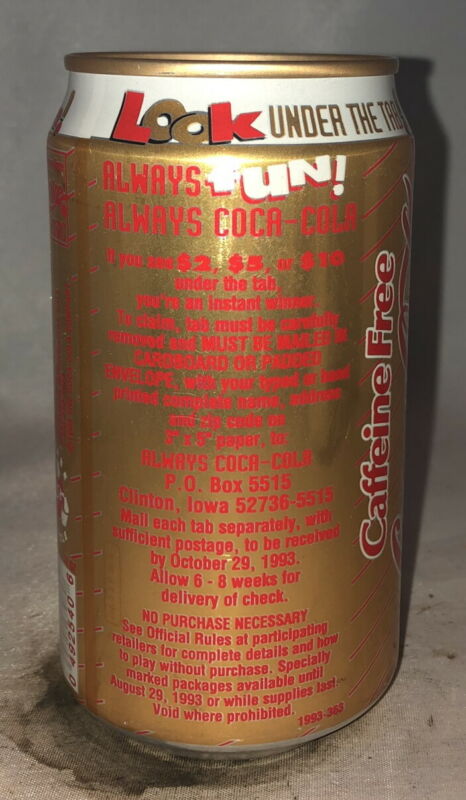 Look UNDER THE TAB
ALWAYS FUN!
ALWAYS COCA-COLA
If you see $2, $5, or $10
under the tab,
you're an instant winner.
To claim, tab must be carefully
removed and MUST BE MAILED IN
CARDBOARD OR PADDED
ENVELOPE, with your typed or hand
printed complete name, address
and zip code on
3" x 5" paper, to:
ALWAYS COCA-COLA
P.O. Box 5515
Clinton, Iowa 52736-5515
Mail each tab separately, with
sufficient postage, to be received
by October 29, 1993.
Allow 6 - 8 weeks for
delivery of check.
NO PURCHASE NECESSARY
See Official Rules at participating
retailers for complete details and how
to play without purchase. Specially
marked packages available until
August 29, 1993 or while supplies last.
Void where prohibited.
1993-363
Caffeine Free